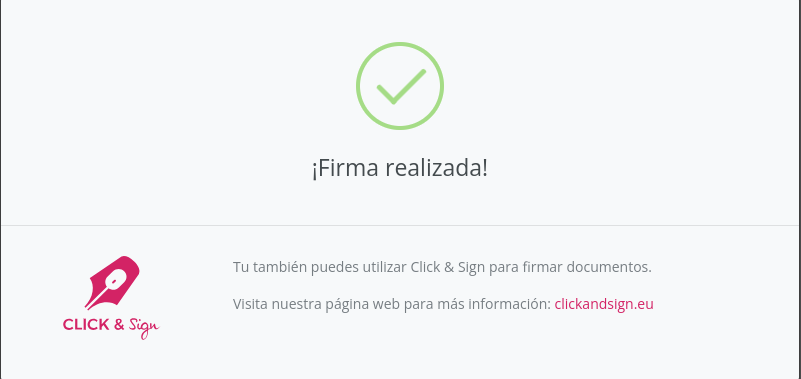 ¡Firma realizada!
Tu también puedes utilizar Click & Sign para firmar documentos.
Visita nuestra página web para más información: clickandsign.eu
CLICK & Sign